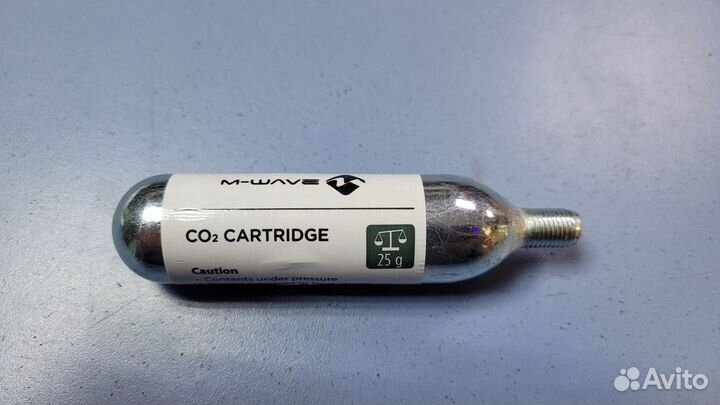 M-WAVE
CO₂ CARTRIDGE
25 g
Caution
• Contents under pressure
Avito